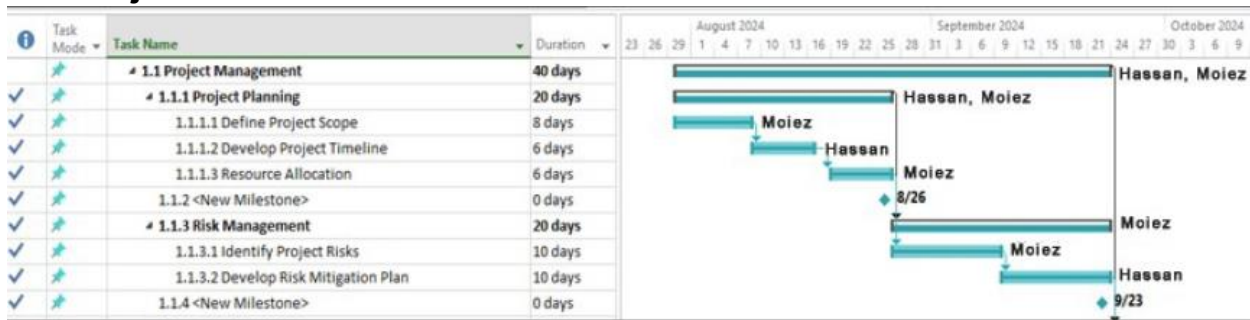 Task Mode Task Name Duration
August 2024 September 2024 October 2024
23 26 29 1 4 7 10 13 16 19 22 25 28 31 3 6 9 12 15 18 21 24 27 30 3 6 9
1.1 Project Management 40 days Hassan, Moiez
1.1.1 Project Planning 20 days Hassan, Moiez
1.1.1.1 Define Project Scope 8 days Moiez
1.1.1.2 Develop Project Timeline 6 days Hassan
1.1.1.3 Resource Allocation 6 days Moiez
1.1.2 <New Milestone> 0 days 8/26
1.1.3 Risk Management 20 days Moiez
1.1.3.1 Identify Project Risks 10 days Moiez
1.1.3.2 Develop Risk Mitigation Plan 10 days Hassan
1.1.4 <New Milestone> 0 days 9/23